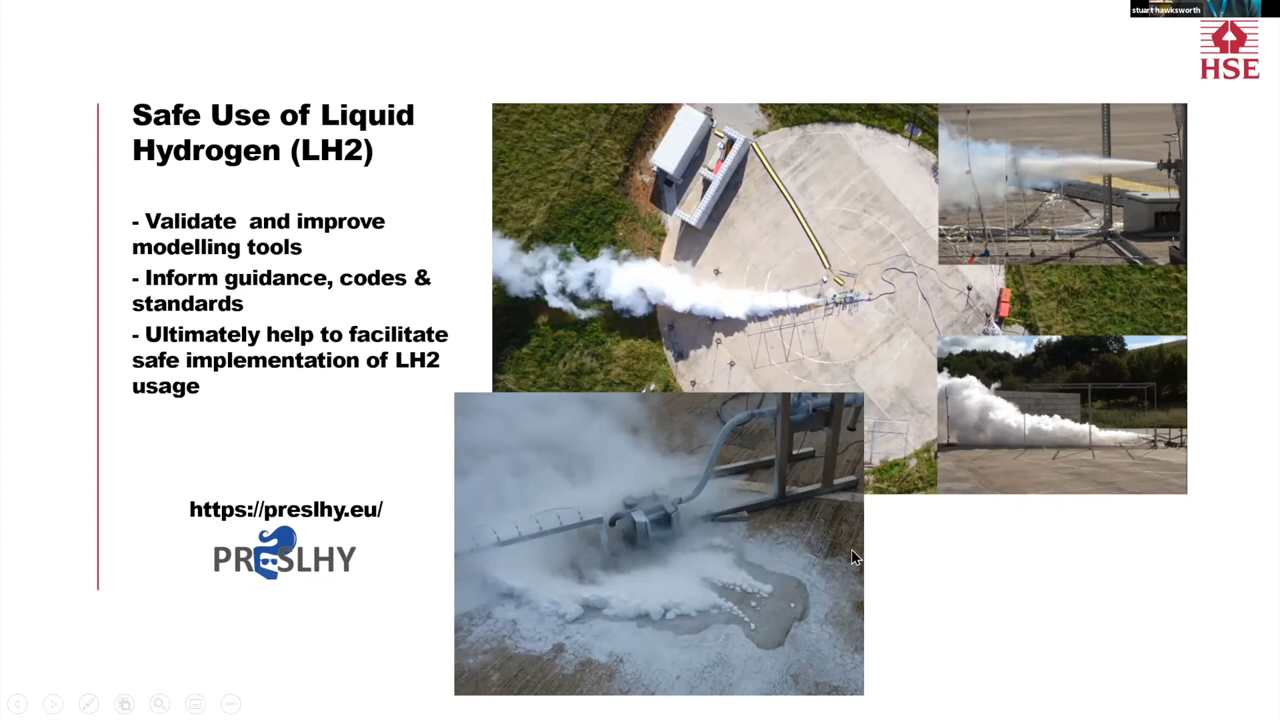 stuart hawksworth
HSE
Safe Use of Liquid
Hydrogen (LH2)
- Validate and improve
modelling tools
- Inform guidance, codes &
standards
- Ultimately help to facilitate
safe implementation of LH2
usage
https://preslhy.eu/
PRESLHY